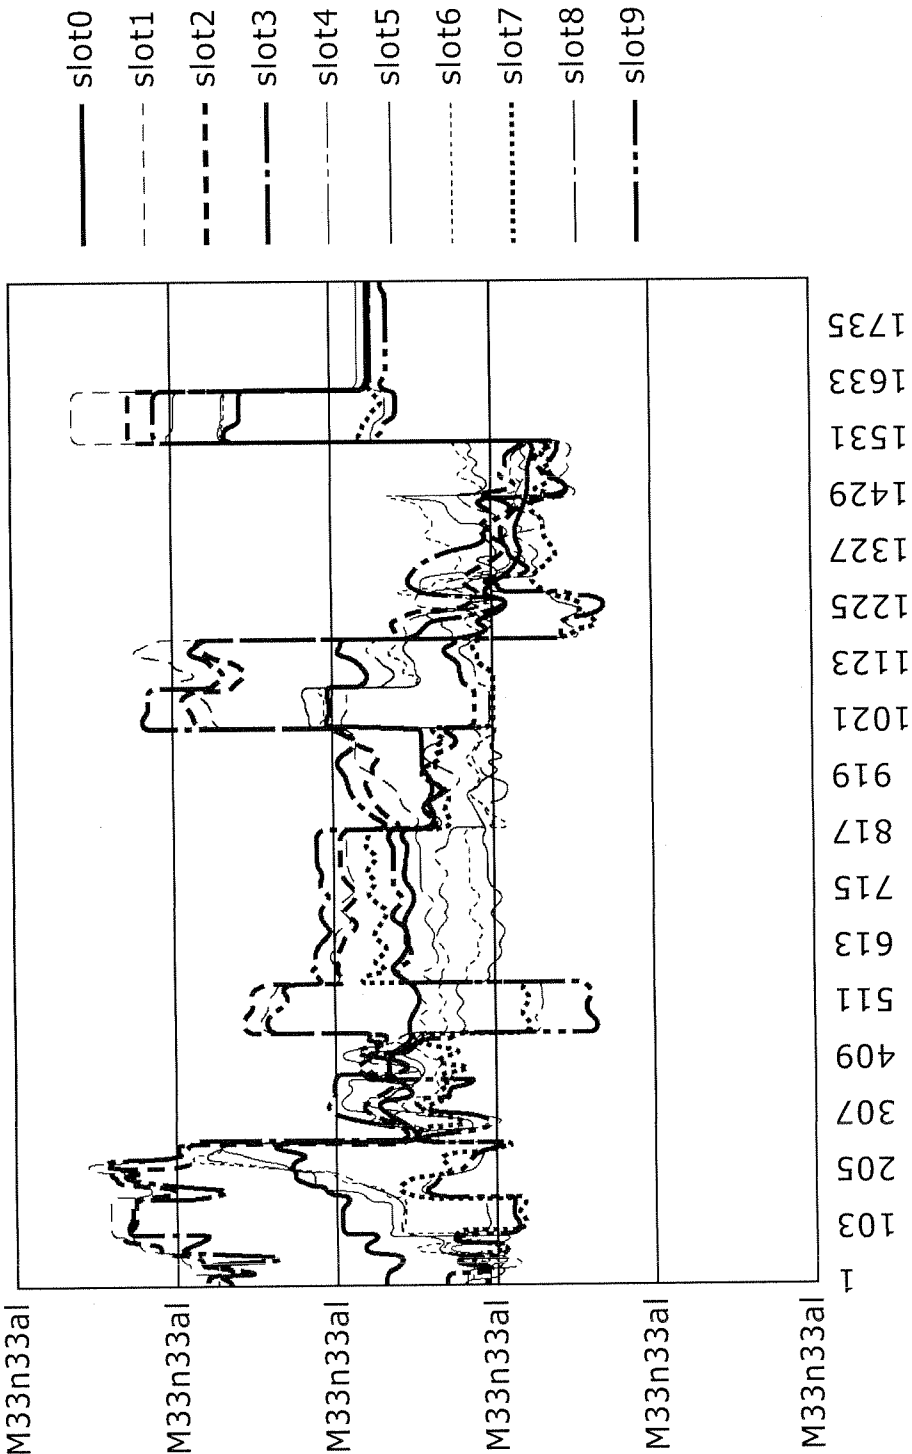 slot0
slot1
slot2
slot3
slot4
slot5
slot6
slot7
slot8
slot9
M33n33al
M33n33al
M33n33al
M33n33al
M33n33al
M33n33al
1
103
205
307
409
511
613
715
817
919
1021
1123
1225
1327
1429
1531
1633
1735